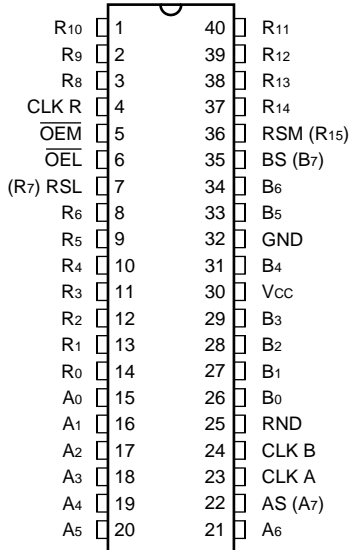 R10 1 40 R11
R9 2 39 R12
R8 3 38 R13
CLK R 4 37 R14
OEM 5 36 RSM (R15)
OEL 6 35 BS (B7)
(R7) RSL 7 34 B6
R6 8 33 B5
R5 9 32 GND
R4 10 31 B4
R3 11 30 VCC
R2 12 29 B3
R1 13 28 B2
R0 14 27 B1
A0 15 26 B0
A1 16 25 RND
A2 17 24 CLK B
A3 18 23 CLK A
A4 19 22 AS (A7)
A5 20 21 A6